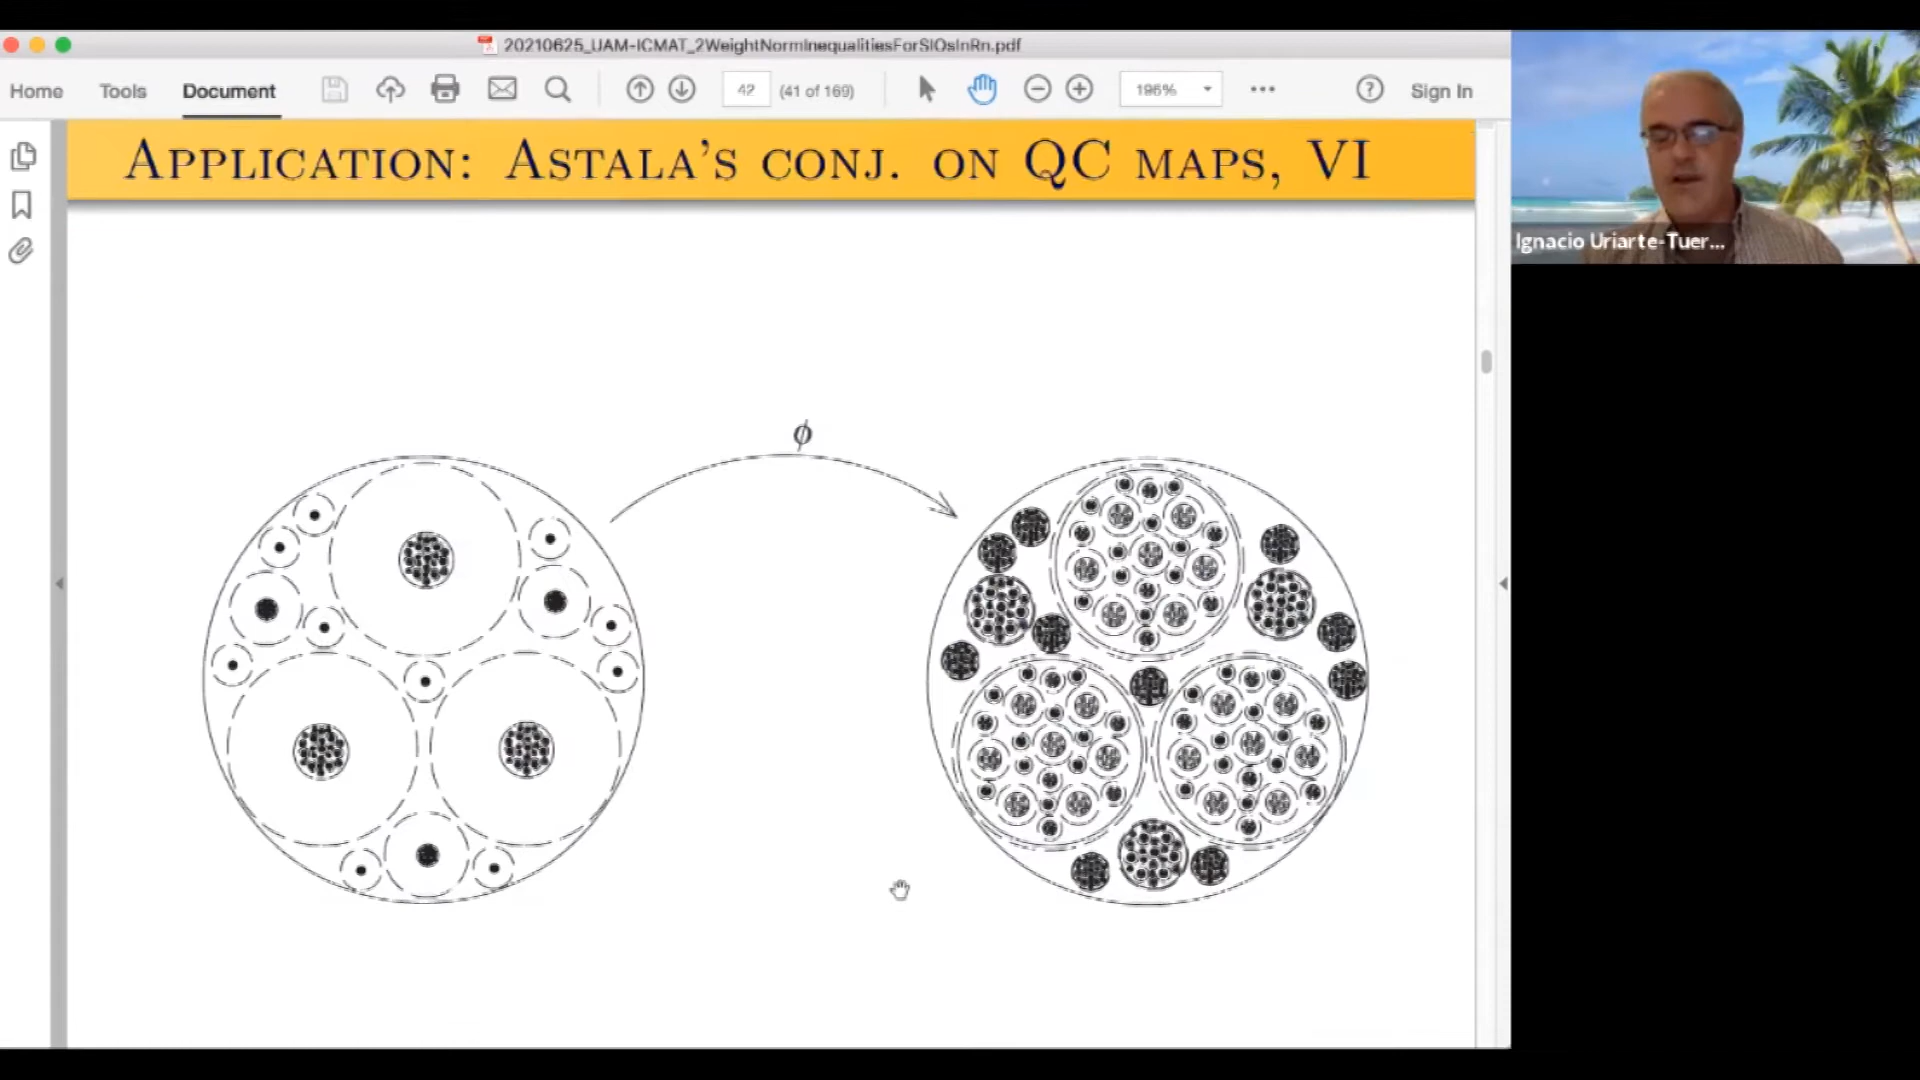 20210625_UAM-ICMAT_2WeightNormInequalitiesForSIOsInRn.pdf
Home Tools Document 42 (41 of 169) 196% Sign In
Application: Astala's conj. on QC maps, VI
Ignacio Uriarte-Tuer...
ϕ